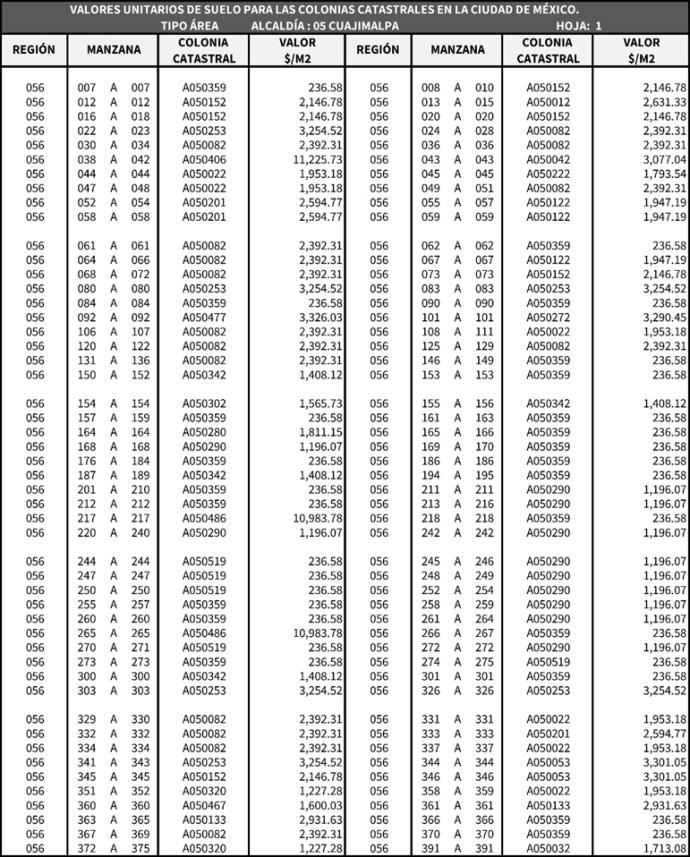 VALORES UNITARIOS DE SUELO PARA LAS COLONIAS CATASTRALES EN LA CIUDAD DE MÉXICO.
TIPO ÁREA ALCALDÍA : 05 CUAJIMALPA HOJA: 1
REGIÓN MANZANA COLONIA CATASTRAL VALOR $/M2 REGIÓN MANZANA COLONIA CATASTRAL VALOR $/M2
056 007 A 007 A050359 236.58 056 008 A 010 A050152 2,146.78
056 012 A 012 A050152 2,146.78 056 013 A 015 A050012 2,631.33
056 016 A 018 A050152 2,146.78 056 020 A 020 A050152 2,146.78
056 022 A 023 A050253 3,254.52 056 024 A 028 A050082 2,392.31
056 030 A 034 A050082 2,392.31 056 036 A 036 A050082 2,392.31
056 038 A 042 A050406 11,225.73 056 043 A 043 A050042 3,077.04
056 044 A 044 A050022 1,953.18 056 045 A 045 A050222 1,793.54
056 047 A 048 A050022 1,953.18 056 049 A 051 A050082 2,392.31
056 052 A 054 A050201 2,594.77 056 055 A 057 A050122 1,947.19
056 058 A 058 A050201 2,594.77 056 059 A 059 A050122 1,947.19
056 061 A 061 A050082 2,392.31 056 062 A 062 A050359 236.58
056 064 A 066 A050082 2,392.31 056 067 A 067 A050122 1,947.19
056 068 A 072 A050082 2,392.31 056 073 A 073 A050152 2,146.78
056 080 A 080 A050253 3,254.52 056 083 A 083 A050253 3,254.52
056 084 A 084 A050359 236.58 056 090 A 090 A050359 236.58
056 092 A 092 A050477 3,326.03 056 101 A 101 A050272 3,290.45
056 106 A 107 A050082 2,392.31 056 108 A 111 A050022 1,953.18
056 120 A 122 A050082 2,392.31 056 125 A 129 A050082 2,392.31
056 131 A 136 A050082 2,392.31 056 146 A 149 A050359 236.58
056 150 A 152 A050342 1,408.12 056 153 A 153 A050359 236.58
056 154 A 154 A050302 1,565.73 056 155 A 156 A050342 1,408.12
056 157 A 159 A050359 236.58 056 161 A 163 A050359 236.58
056 164 A 164 A050280 1,811.15 056 165 A 166 A050359 236.58
056 168 A 168 A050290 1,196.07 056 169 A 170 A050359 236.58
056 176 A 184 A050359 236.58 056 186 A 186 A050359 236.58
056 187 A 189 A050342 1,408.12 056 194 A 195 A050359 236.58
056 201 A 210 A050359 236.58 056 211 A 211 A050290 1,196.07
056 212 A 212 A050359 236.58 056 213 A 216 A050290 1,196.07
056 217 A 217 A050486 10,983.78 056 218 A 218 A050359 236.58
056 220 A 240 A050290 1,196.07 056 242 A 242 A050290 1,196.07
056 244 A 244 A050519 236.58 056 245 A 246 A050290 1,196.07
056 247 A 247 A050519 236.58 056 248 A 249 A050290 1,196.07
056 250 A 250 A050519 236.58 056 252 A 254 A050290 1,196.07
056 255 A 257 A050359 236.58 056 258 A 259 A050290 1,196.07
056 260 A 260 A050359 236.58 056 261 A 264 A050290 1,196.07
056 265 A 265 A050486 10,983.78 056 266 A 267 A050359 236.58
056 270 A 271 A050519 236.58 056 272 A 272 A050290 1,196.07
056 273 A 273 A050359 236.58 056 274 A 275 A050519 236.58
056 300 A 300 A050342 1,408.12 056 301 A 301 A050359 236.58
056 303 A 303 A050253 3,254.52 056 326 A 326 A050253 3,254.52
056 329 A 330 A050082 2,392.31 056 331 A 331 A050022 1,953.18
056 332 A 332 A050082 2,392.31 056 333 A 333 A050201 2,594.77
056 334 A 334 A050082 2,392.31 056 337 A 337 A050022 1,953.18
056 341 A 343 A050253 3,254.52 056 344 A 344 A050053 3,301.05
056 345 A 345 A050152 2,146.78 056 346 A 346 A050053 3,301.05
056 351 A 352 A050320 1,227.28 056 358 A 359 A050022 1,953.18
056 360 A 360 A050467 1,600.03 056 361 A 361 A050133 2,931.63
056 363 A 365 A050133 2,931.63 056 366 A 366 A050359 236.58
056 367 A 369 A050082 2,392.31 056 370 A 370 A050359 236.58
056 372 A 375 A050320 1,227.28 056 391 A 391 A050032 1,713.08